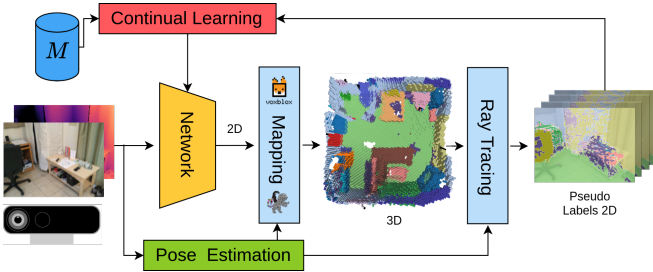 Continual Learning
M
Network
2D
voxblox
Mapping
3D
Ray Tracing
Pseudo
Labels 2D
Pose Estimation